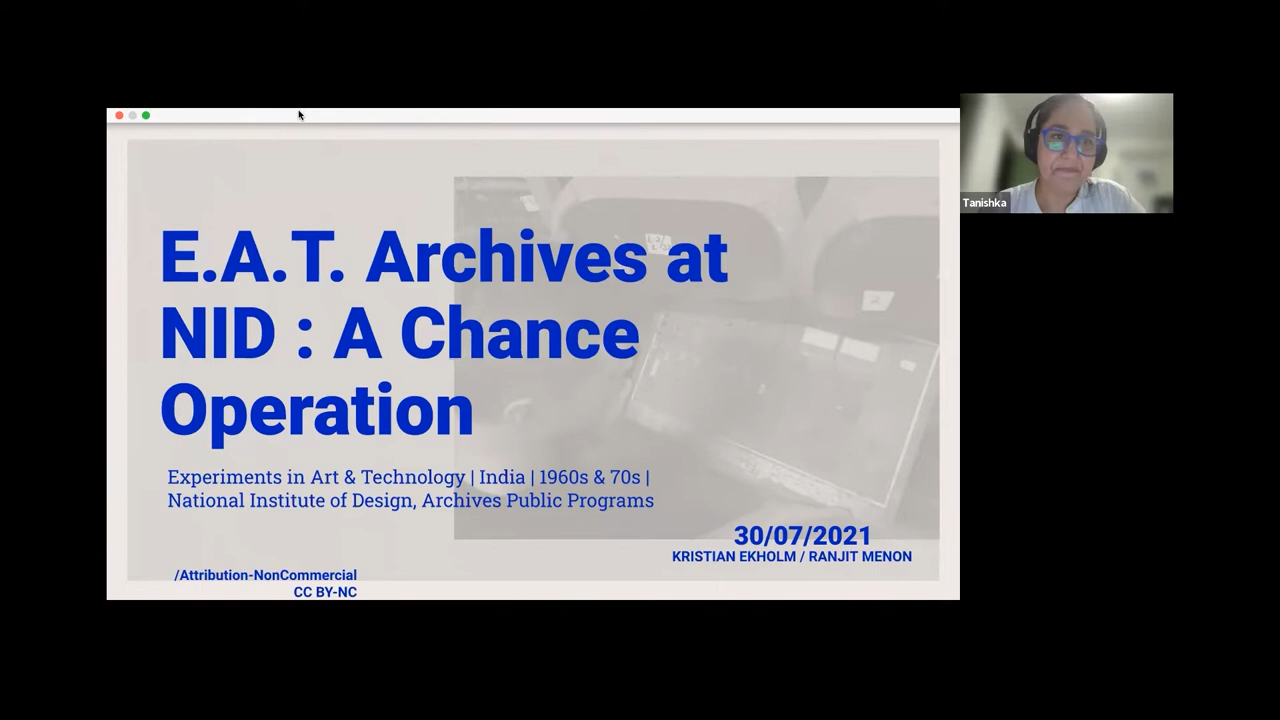 E.A.T. Archives at
NID : A Chance
Operation
Experiments in Art & Technology | India | 1960s & 70s |
National Institute of Design, Archives Public Programs
30/07/2021
KRISTIAN EKHOLM / RANJIT MENON
/Attribution-NonCommercial
CC BY-NC
Tanishka